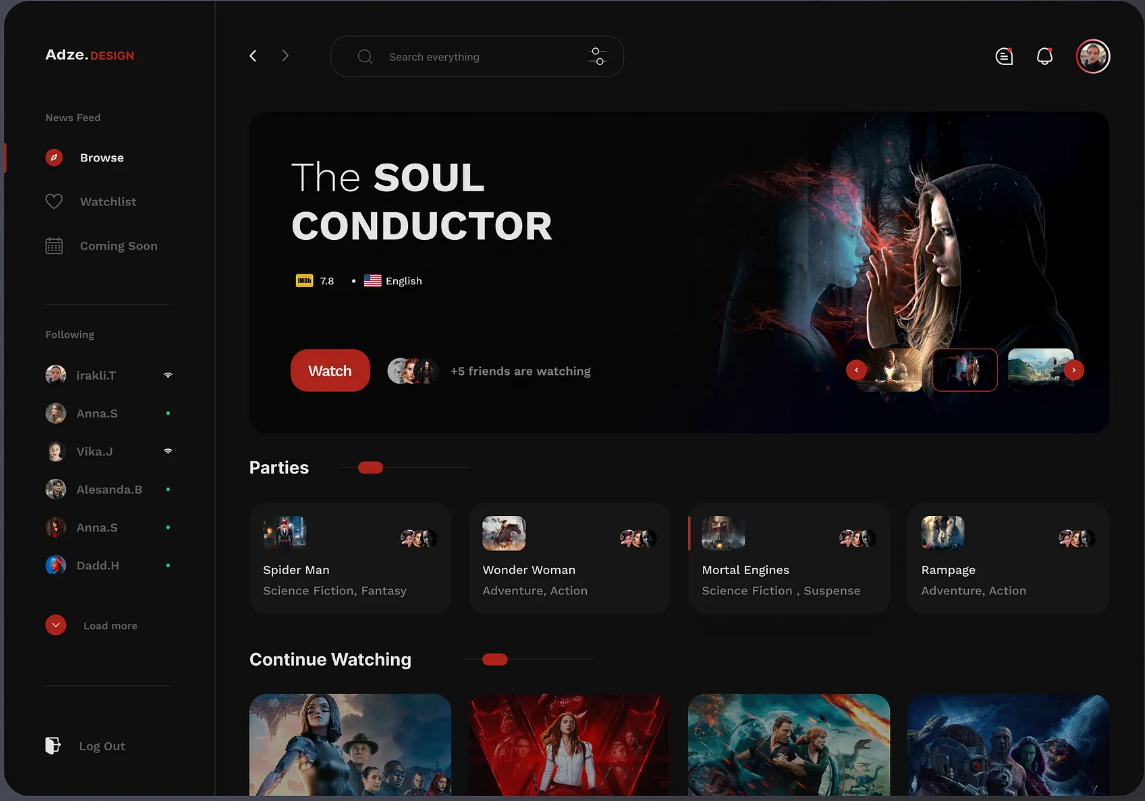 Adze.DESIGN
News Feed
Browse
Watchlist
Coming Soon
Following
irakli.T
Anna.S
Vika.J
Alesanda.B
Anna.S
Dadd.H
Load more
Log Out
Search everything
The SOUL
CONDUCTOR
IMDb 7.8 • English
Watch
+5 friends are watching
Parties
Spider Man
Science Fiction, Fantasy
Wonder Woman
Adventure, Action
Mortal Engines
Science Fiction , Suspense
Rampage
Adventure, Action
Continue Watching